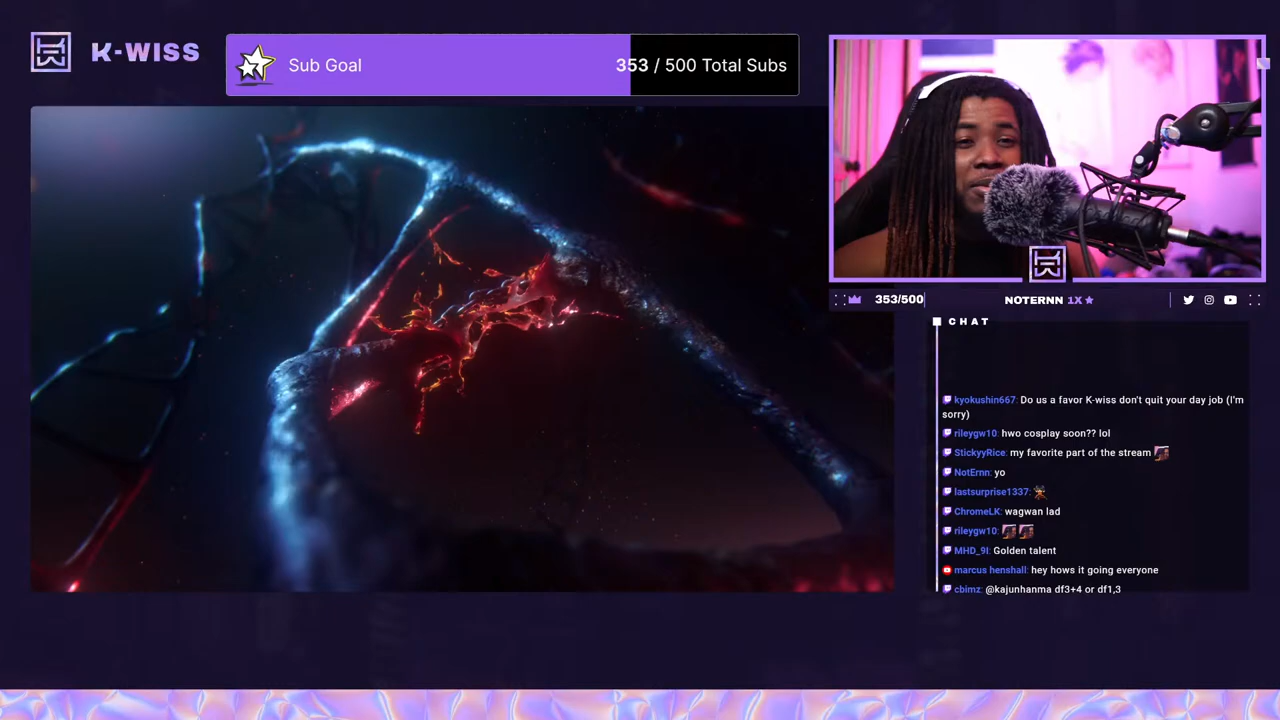 K-WISS
Sub Goal
353 / 500 Total Subs
353/500
NOTERNN 1X
CHAT
kyokushin667: Do us a favor K-wiss don't quit your day job (I'm
sorry)
rileygw10: hwo cosplay soon?? lol
StickyyRice: my favorite part of the stream
NotErnn: yo
lastsurprise1337:
ChromeLK: wagwan lad
rileygw10:
MHD_9I: Golden talent
marcus henshall: hey hows it going everyone
cbimz: @kajunhanma df3+4 or df1,3